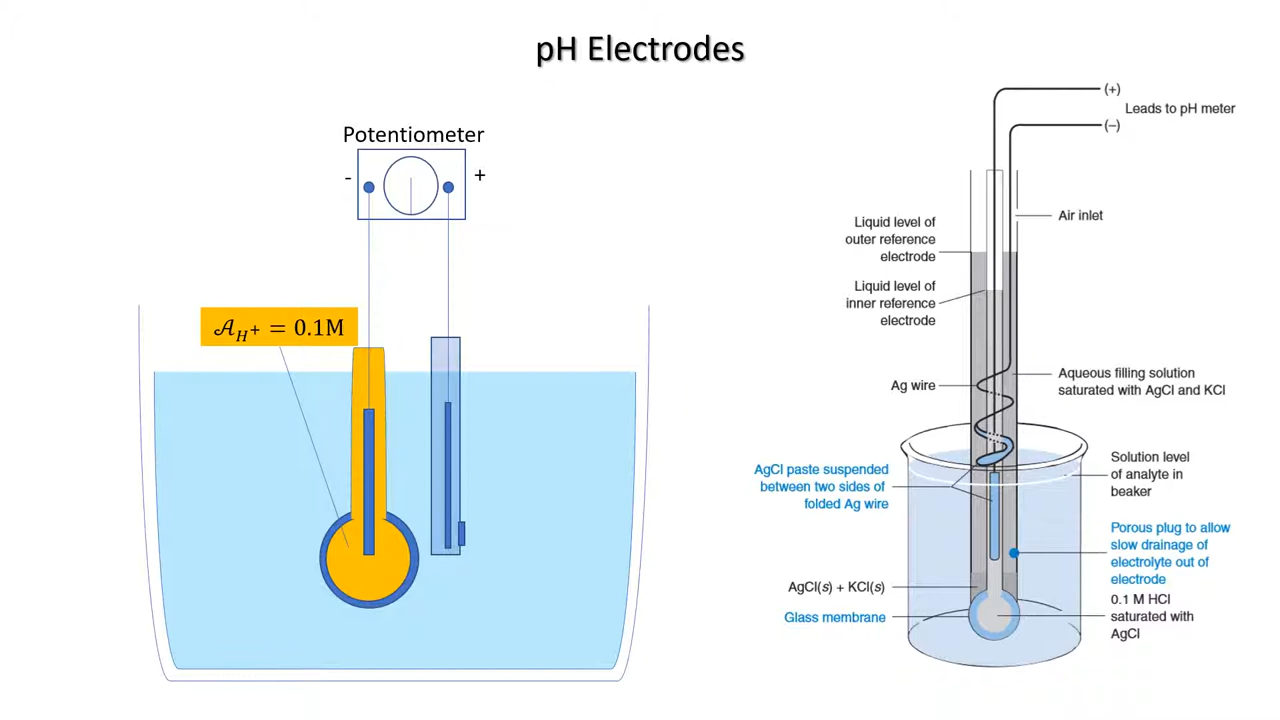 pH Electrodes
Potentiometer
-
+
𝒜H+ = 0.1M
(+)
Leads to pH meter
(–)
Air inlet
Liquid level of
outer reference
electrode
Liquid level of
inner reference
electrode
Ag wire
Aqueous filling solution
saturated with AgCl and KCl
AgCl paste suspended
between two sides of
folded Ag wire
Solution level
of analyte in
beaker
Porous plug to allow
slow drainage of
electrolyte out of
electrode
AgCl(s) + KCl(s)
Glass membrane
0.1 M HCl
saturated with
AgCl